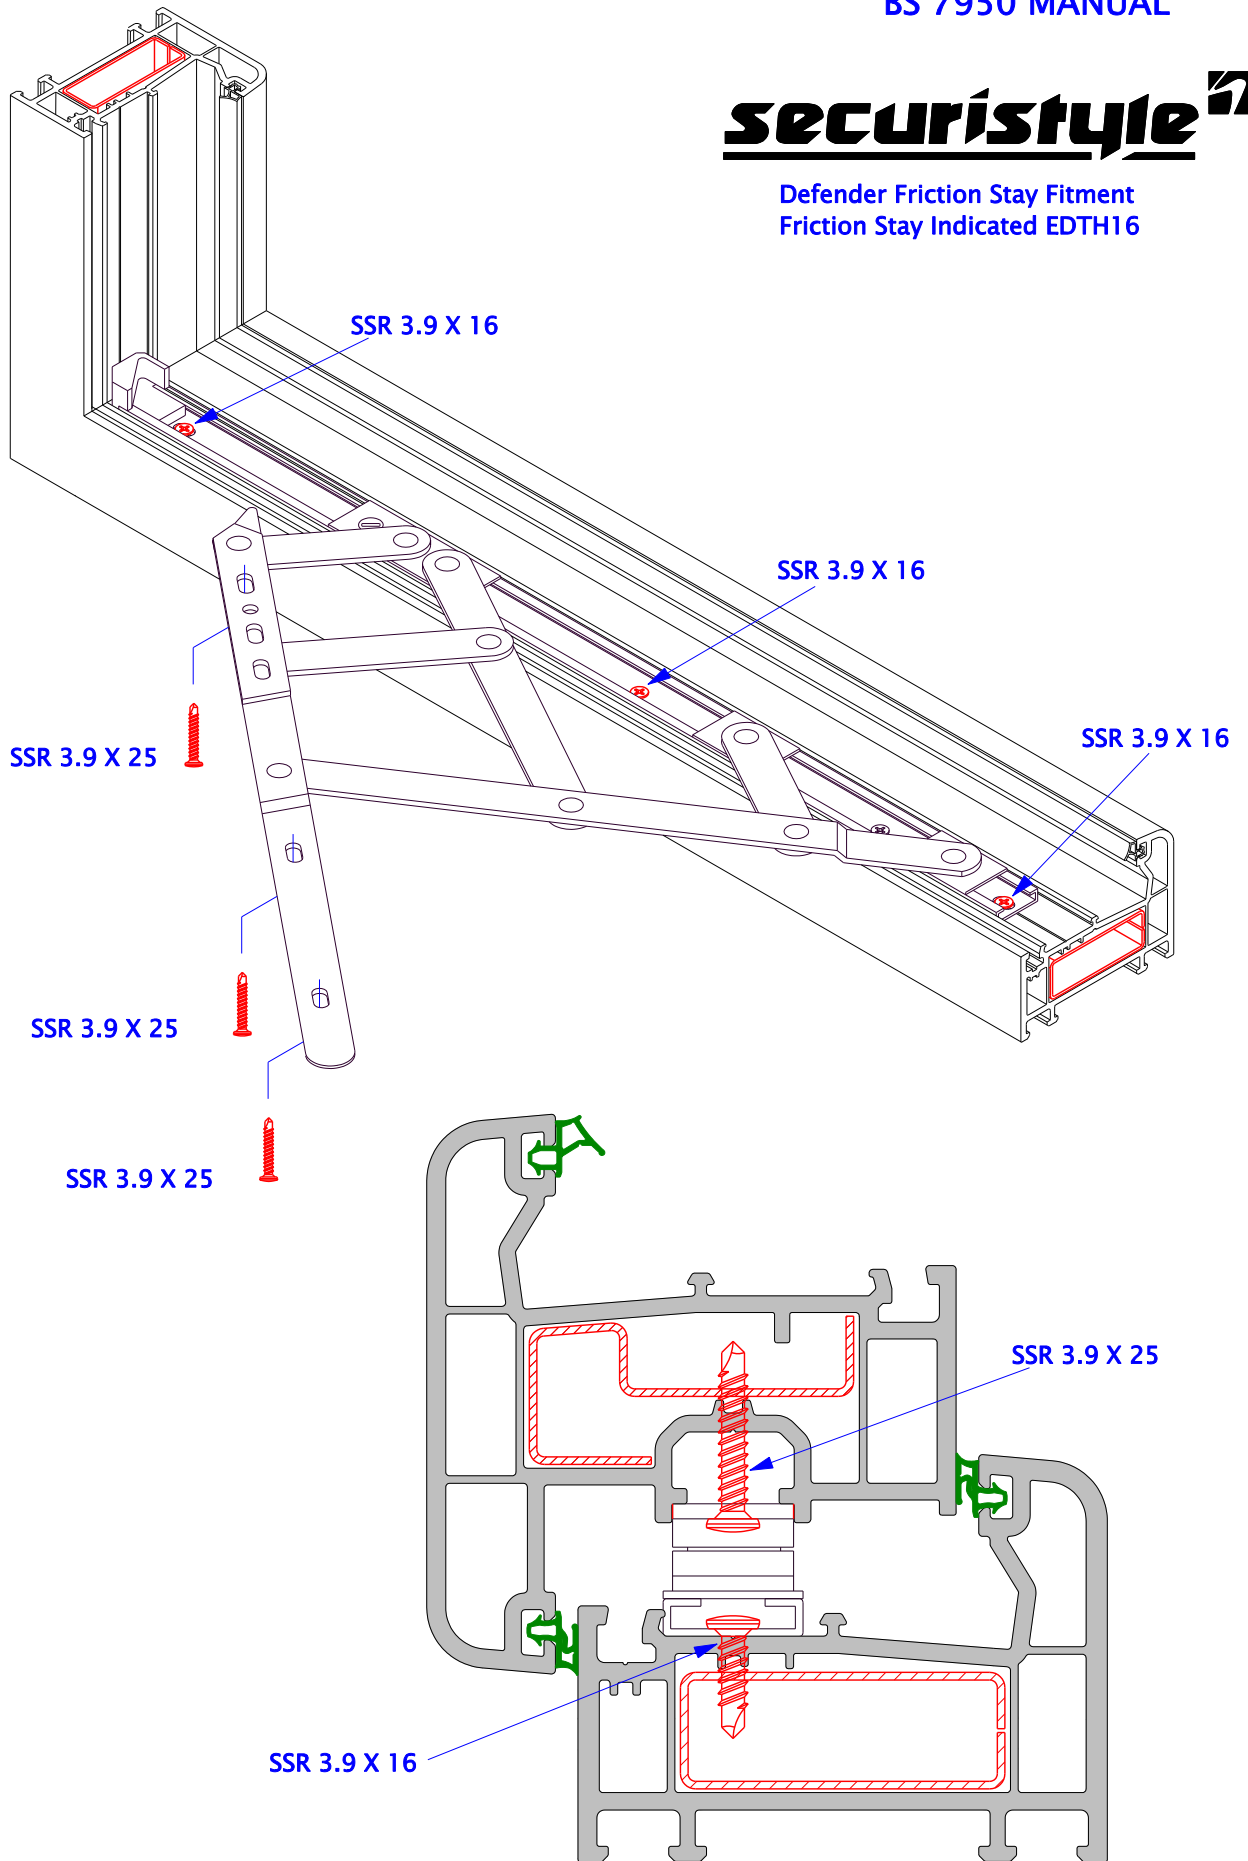 BS 7950 MANUAL
securistyle
Defender Friction Stay Fitment
Friction Stay Indicated EDTH16
SSR 3.9 X 16
SSR 3.9 X 16
SSR 3.9 X 16
SSR 3.9 X 25
SSR 3.9 X 25
SSR 3.9 X 25
SSR 3.9 X 25
SSR 3.9 X 16